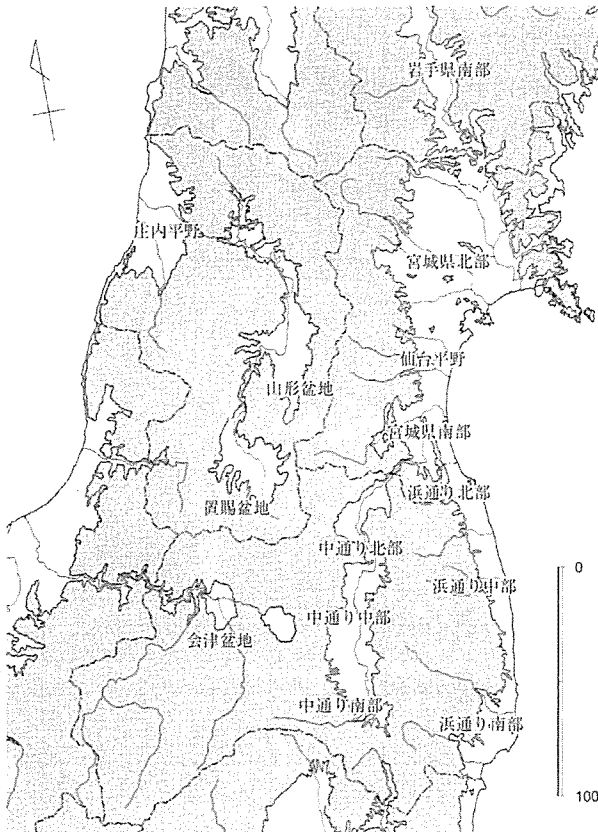 岩手県南部
庄内平野
宮城県北部
仙台平野
山形盆地
宮城県南部
浜通り北部
置賜盆地
中通り北部
0
浜通り中部
中通り中部
会津盆地
中通り南部
浜通り南部
100